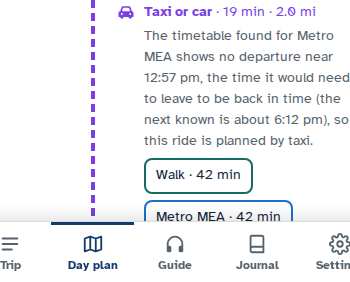 Taxi or car · 19 min · 2.0 mi
The timetable found for Metro
MEA shows no departure near
12:57 pm, the time it would need
to leave to be back in time (the
next known is about 6:12 pm), so
this ride is planned by taxi.
Walk · 42 min
Metro MEA · 42 min
Trip
Day plan
Guide
Journal